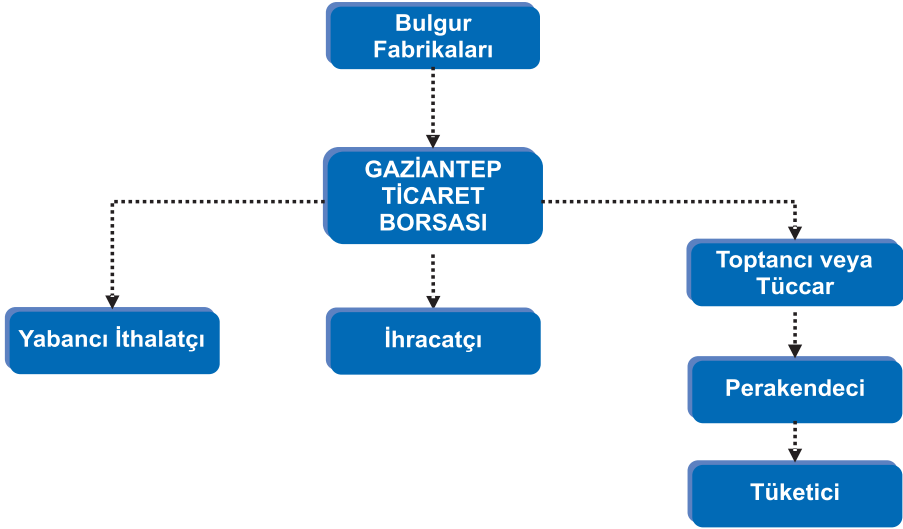 Bulgur
Fabrikaları
GAZİANTEP
TİCARET
BORSASI
Toptancı veya
Tüccar
Yabancı İthalatçı
İhracatçı
Perakendeci
Tüketici